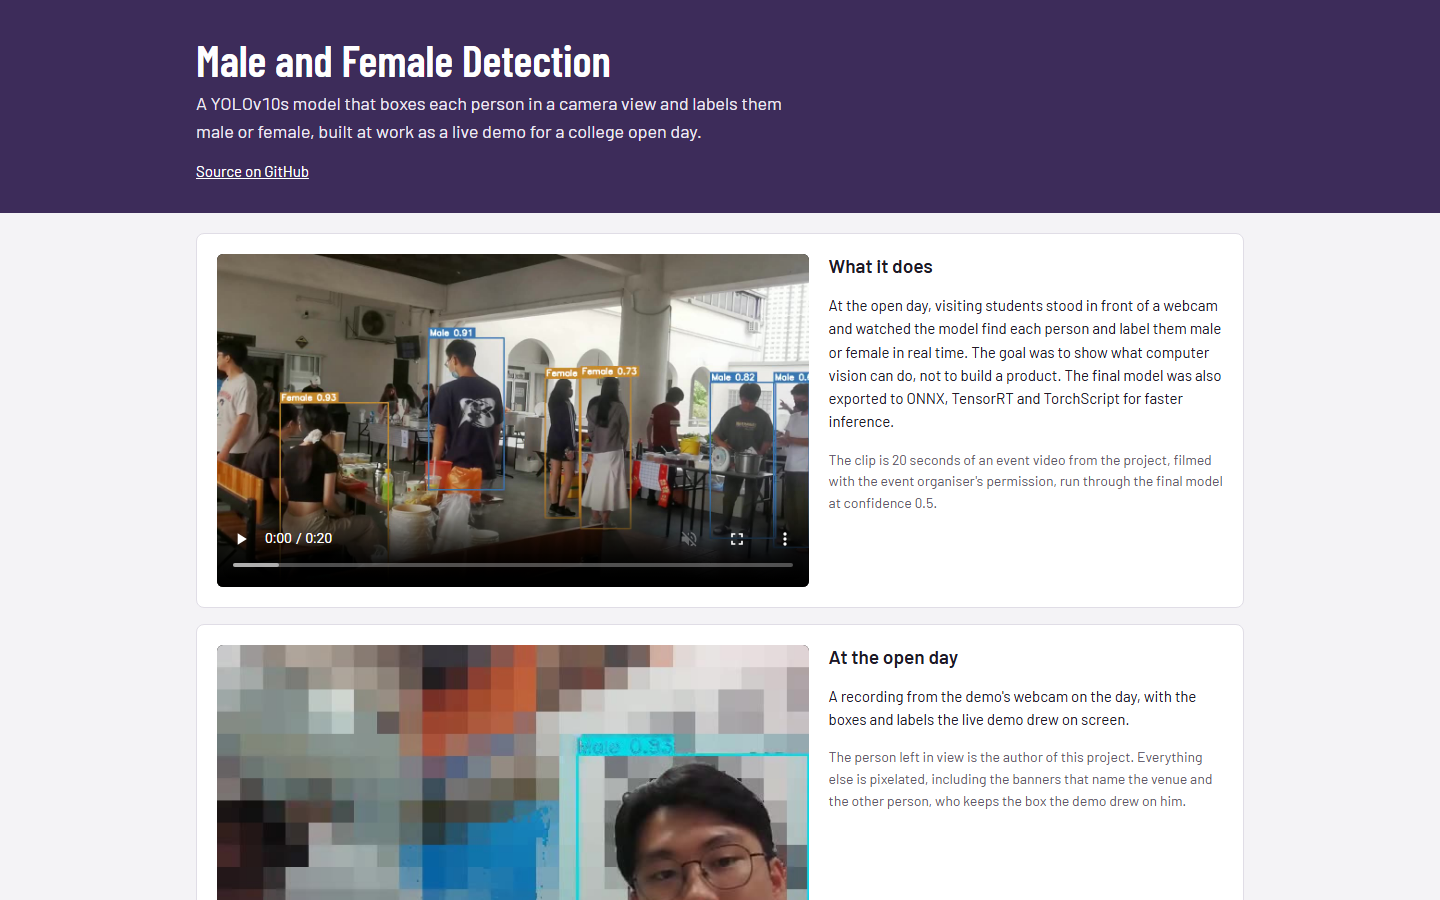 Male and Female Detection
A YOLOv10s model that boxes each person in a camera view and labels them
male or female, built at work as a live demo for a college open day.
Source on GitHub
Male 0.91
Female
Female 0.73
Male 0.82
Female 0.93
0:00 / 0:20
What it does
At the open day, visiting students stood in front of a webcam
and watched the model find each person and label them male
or female in real time. The goal was to show what computer
vision can do, not to build a product. The final model was also
exported to ONNX, TensorRT and TorchScript for faster
inference.
The clip is 20 seconds of an event video from the project, filmed
with the event organiser's permission, run through the final model
at confidence 0.5.
Male 0.93
At the open day
A recording from the demo's webcam on the day, with the
boxes and labels the live demo drew on screen.
The person left in view is the author of this project. Everything
else is pixelated, including the banners that name the venue and
the other person, who keeps the box the demo drew on him.